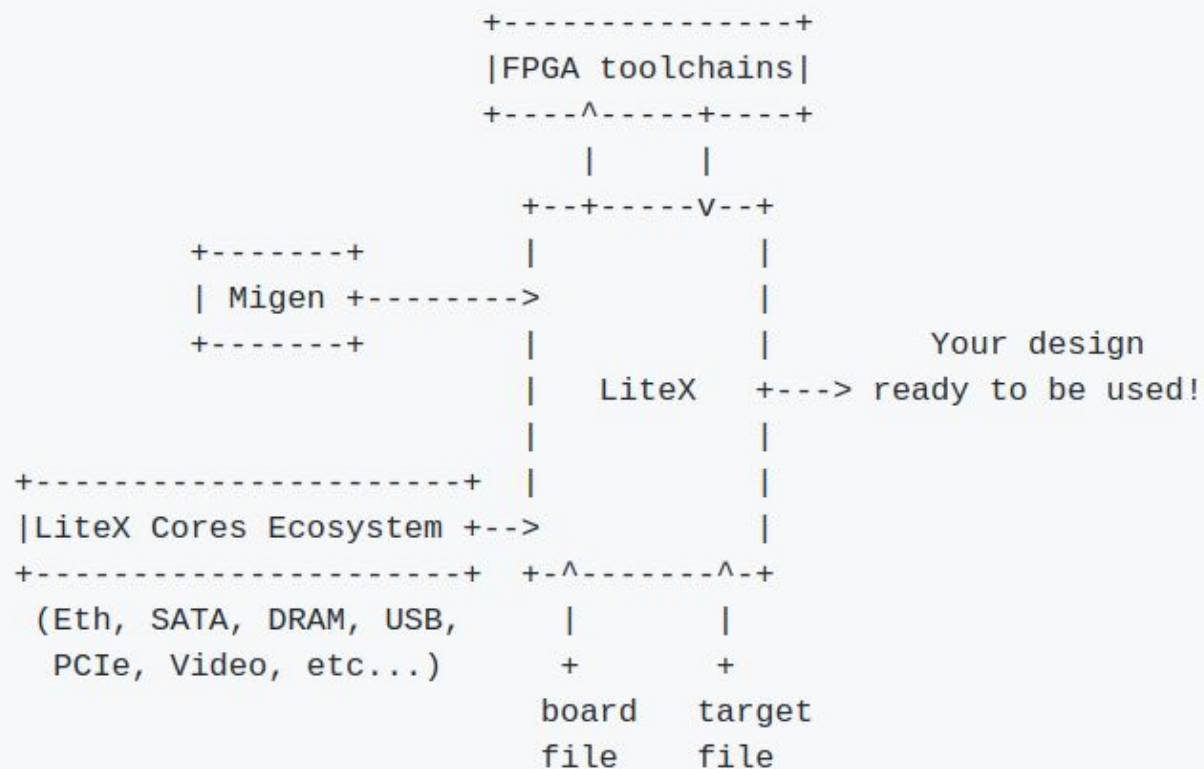 +---------------+
                        |FPGA toolchains|
                        +----^-----+----+
                             |     |
                          +--+-----v--+
         +-------+        |           |
         | Migen +-------->           |
         +-------+        |           |        Your design
                          |   LiteX   +---> ready to be used!
                          |           |
+----------------------+  |           |
|LiteX Cores Ecosystem +-->           |
+----------------------+  +-^-------^-+
 (Eth, SATA, DRAM, USB,     |       |
  PCIe, Video, etc...)      +       +
                           board   target
                           file    file